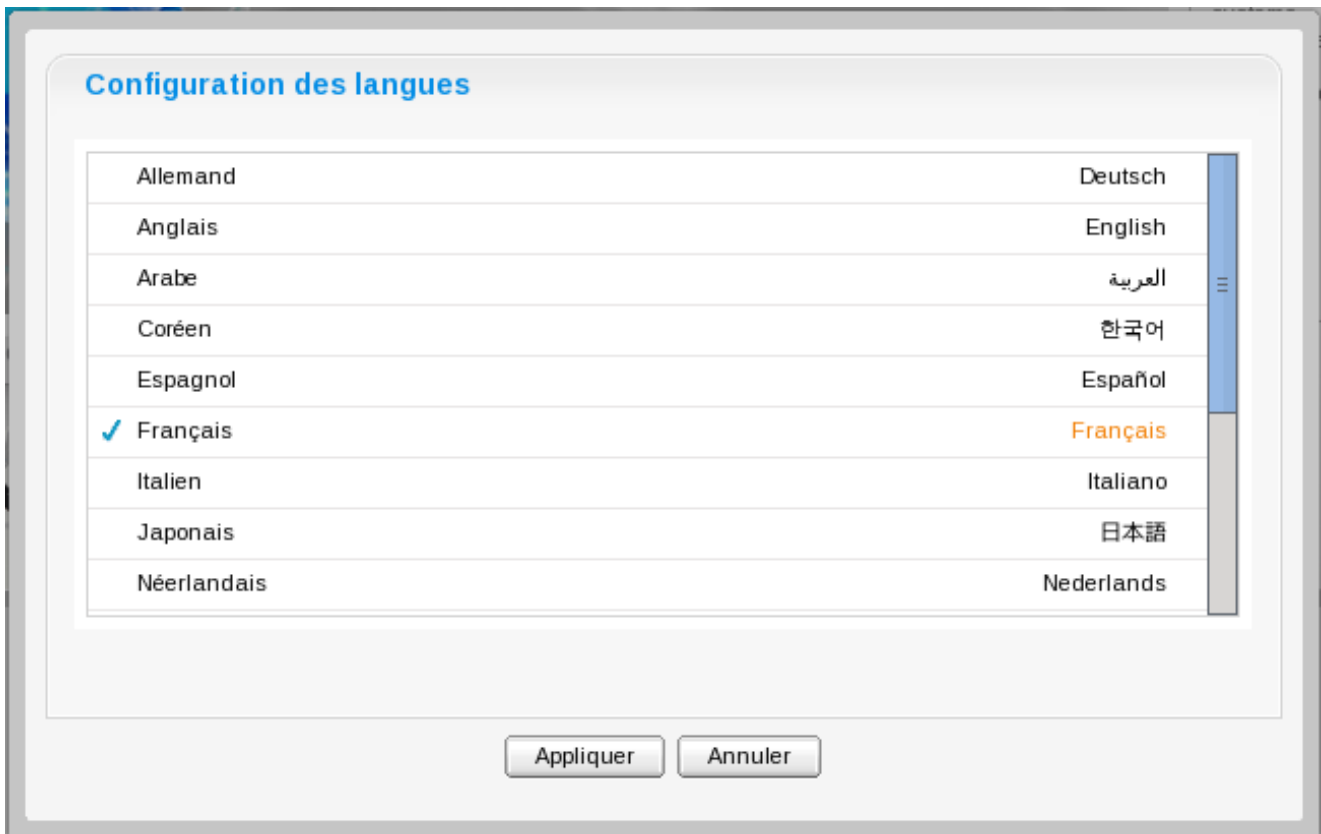 Configuration des langues
Allemand Deutsch
Anglais English
Arabe العربية
Coréen 한국어
Espagnol Español
Français Français
Italien Italiano
Japonais 日本語
Néerlandais Nederlands
Appliquer Annuler